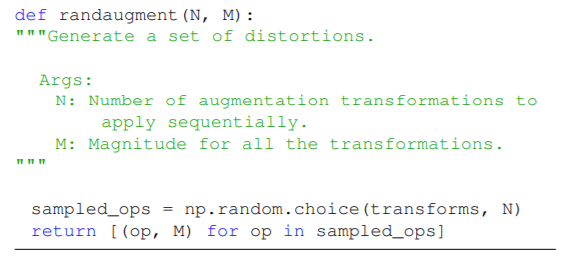 def randaugment(N, M):
"""Generate a set of distortions.
Args:
N: Number of augmentation transformations to
apply sequentially.
M: Magnitude for all the transformations.
"""
sampled_ops = np.random.choice(transforms, N)
return [(op, M) for op in sampled_ops]